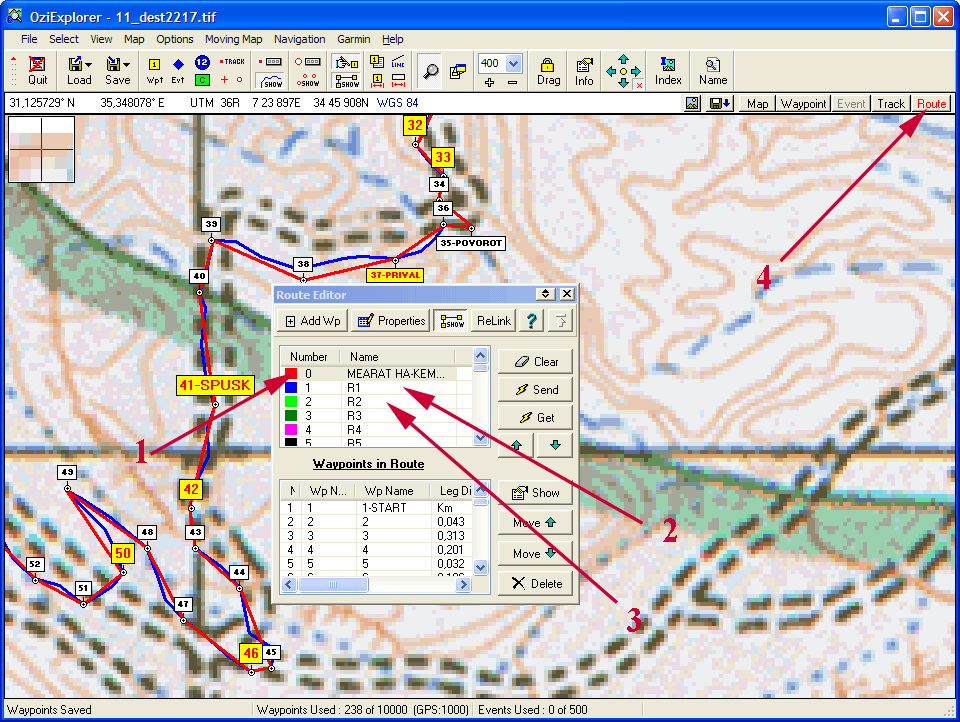 OziExplorer - 11_dest2217.tif
File Select View Map Options Moving Map Navigation Garmin Help
1 12 TRACK LINE 400
C SHOW SHOW SHOW
Quit Load Save Wpt Evt Drag Info Index Name
31,125729° N 35,348078° E UTM 36R 7 23 897E 34 45 908N WGS 84 Map Waypoint Event Track Route
32
33
34
36
39
35-POVOROT
38
37-PRIVAL
40
4
Route Editor
Add Wp Properties SHOW ReLink ?
Number Name
0 MEARAT HA-KEM...
1 R1
2 R2
3 R3
4 R4
5 R5
Clear
Send
Get
41-SPUSK
1
Waypoints in Route
49
42
N Wp N... Wp Name Leg Di
1 1 1-START Km
2 2 2 0,043
3 3 3 0,313
4 4 4 0,201
5 5 5 0,032
Show
Move
Move
Delete
2
3
48
43
50
52
44
51
47
46
45
Waypoints Saved Waypoints Used : 238 of 10000 (GPS:1000) Events Used : 0 of 500